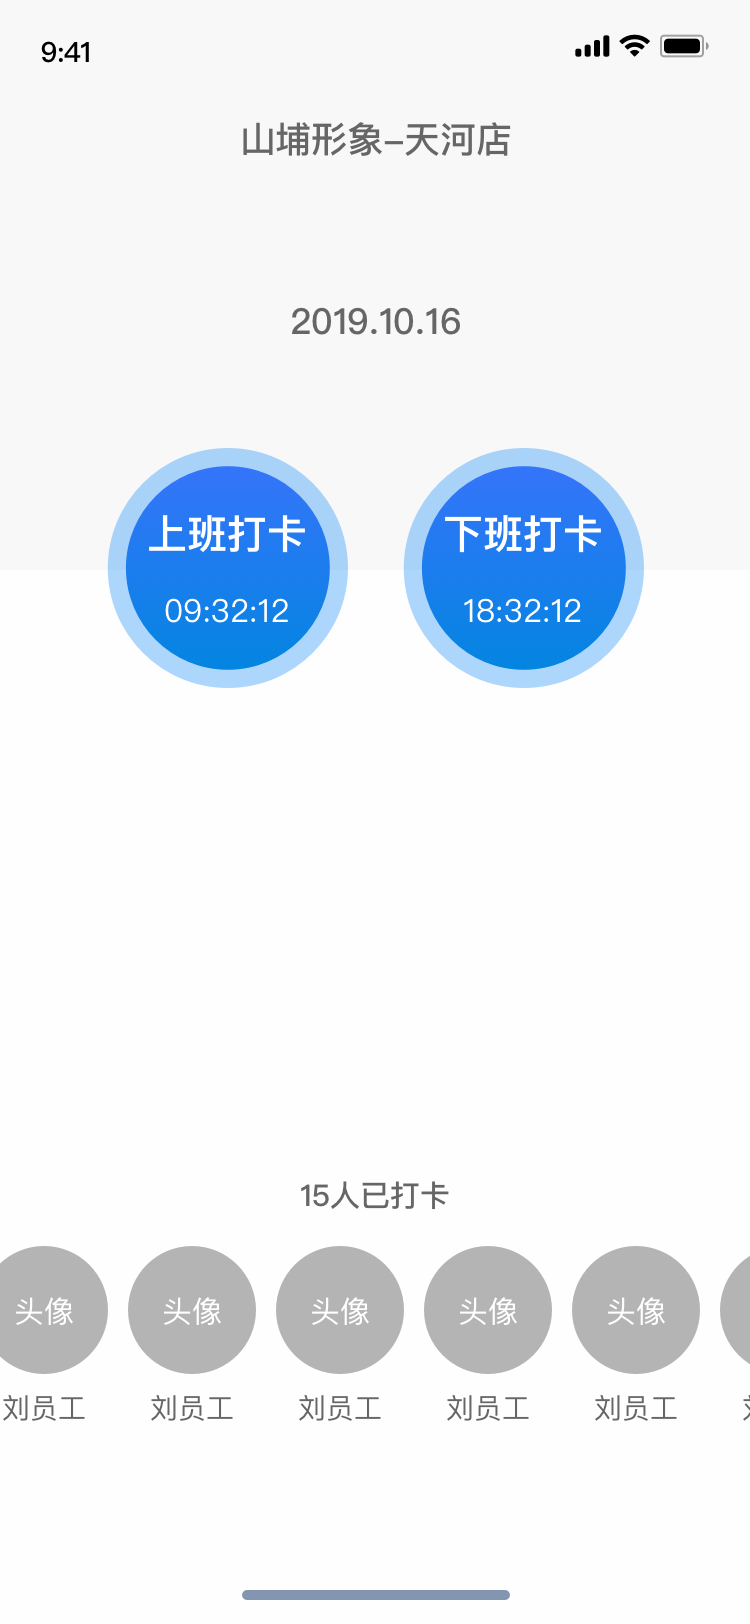 9:41
山埔形象-天河店
2019.10.16
上班打卡
下班打卡
09:32:12
18:32:12
15人已打卡
头像 头像 头像 头像 头像
刘员工 刘员工 刘员工 刘员工 刘员工